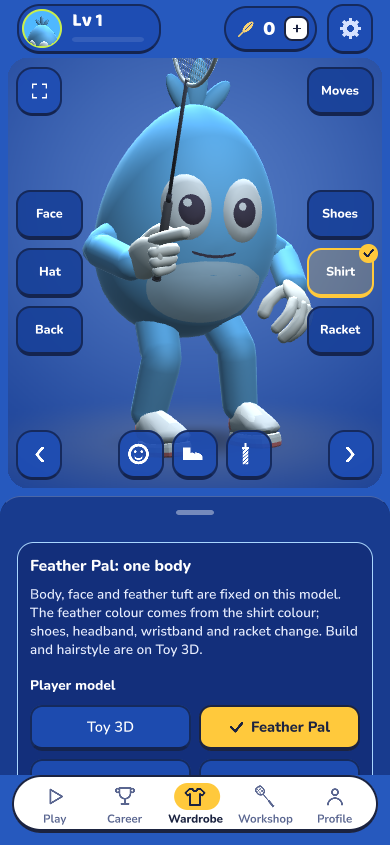 Lv 1
0
+
Moves
Face
Shoes
Hat
Shirt
Back
Racket
Feather Pal: one body
Body, face and feather tuft are fixed on this model.
The feather colour comes from the shirt colour;
shoes, headband, wristband and racket change. Build
and hairstyle are on Toy 3D.
Player model
Toy 3D
Feather Pal
Play
Career
Wardrobe
Workshop
Profile